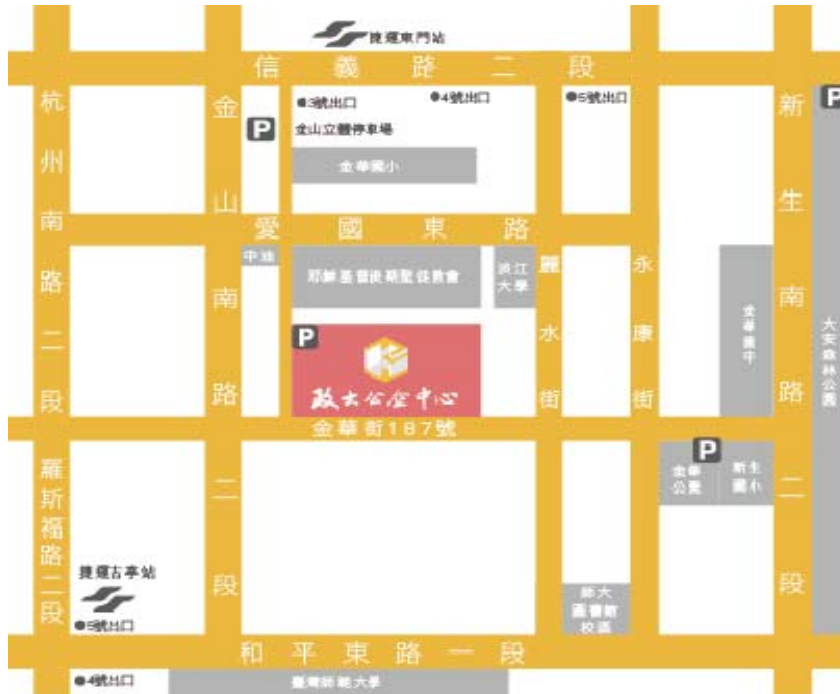 捷運東門站
信義路二段
●3號出口
●4號出口
●5號出口
P
P
金山立體停車場
金華國小
杭州南路二段
金山南路二段
新生南路二段
愛國東路
中油
耶穌基督後期聖徒教會
淡江
大學
麗水街
永康街
金華國中
大安森林公園
P
政大公企中心
金華街187號
羅斯福路二段
P
金華
公園
新生
國小
捷運古亭站
●5號出口
師大
圖書館
校區
和平東路一段
●4號出口
臺灣師範大學